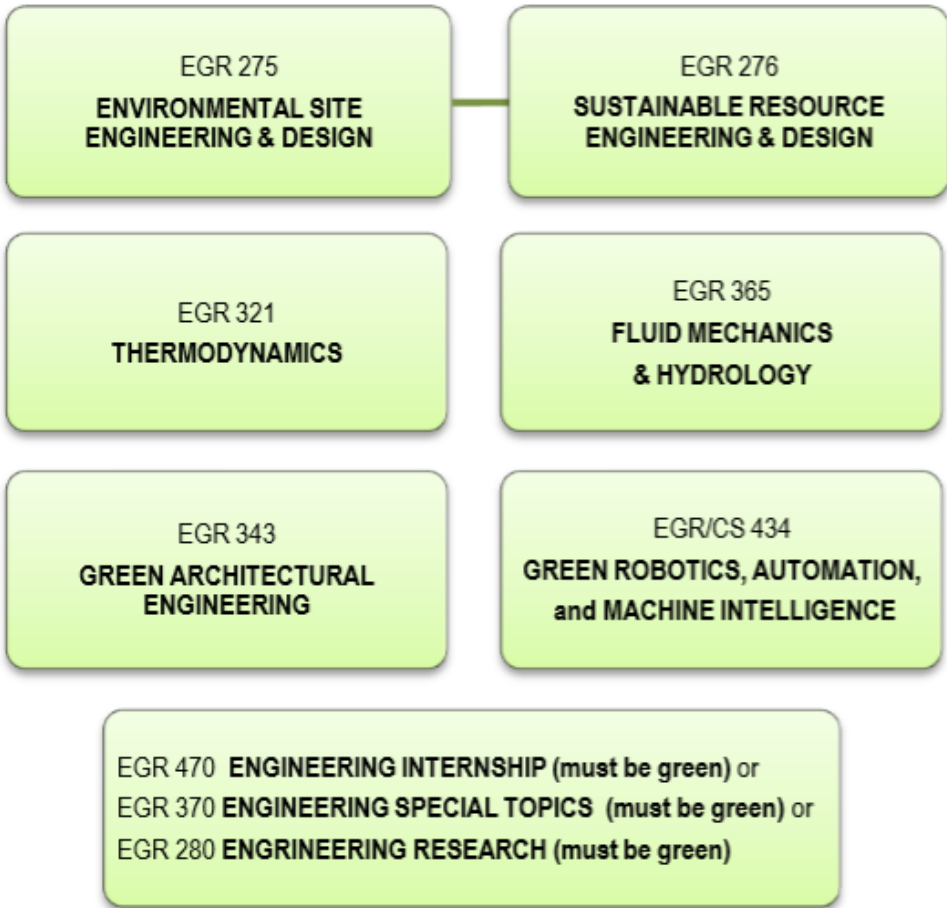 EGR 275
ENVIRONMENTAL SITE
ENGINEERING & DESIGN
EGR 276
SUSTAINABLE RESOURCE
ENGINEERING & DESIGN
EGR 321
THERMODYNAMICS
EGR 365
FLUID MECHANICS
& HYDROLOGY
EGR 343
GREEN ARCHITECTURAL
ENGINEERING
EGR/CS 434
GREEN ROBOTICS, AUTOMATION,
and MACHINE INTELLIGENCE
EGR 470 ENGINEERING INTERNSHIP (must be green) or
EGR 370 ENGINEERING SPECIAL TOPICS (must be green) or
EGR 280 ENGRINEERING RESEARCH (must be green)